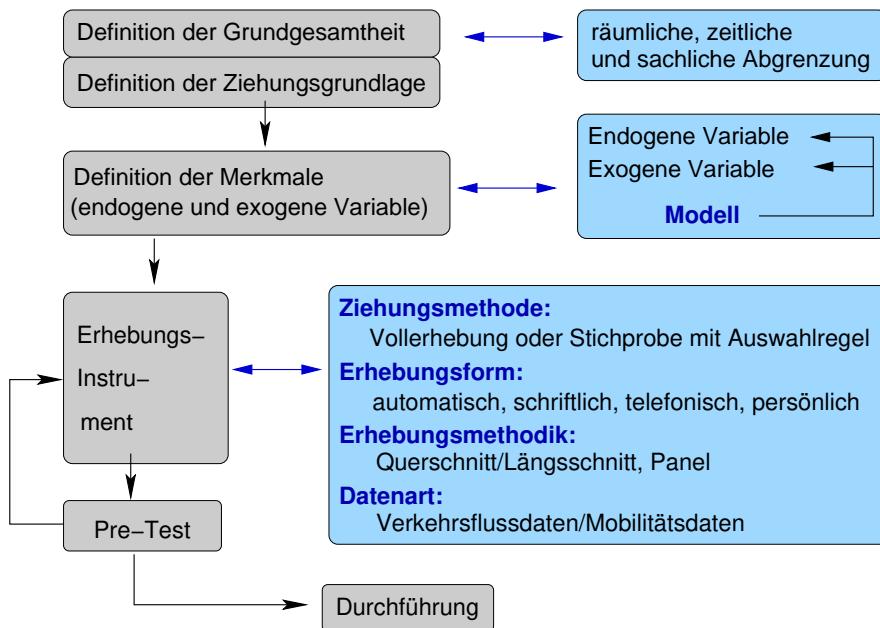 Definition der Grundgesamtheit
räumliche, zeitliche
und sachliche Abgrenzung
Definition der Ziehungsgrundlage
Definition der Merkmale
(endogene und exogene Variable)
Endogene Variable
Exogene Variable
Modell
Erhebungs−
Instru−
ment
Ziehungsmethode:
Vollerhebung oder Stichprobe mit Auswahlregel
Erhebungsform:
automatisch, schriftlich, telefonisch, persönlich
Erhebungsmethodik:
Querschnitt/Längsschnitt, Panel
Datenart:
Verkehrsflussdaten/Mobilitätsdaten
Pre−Test
Durchführung